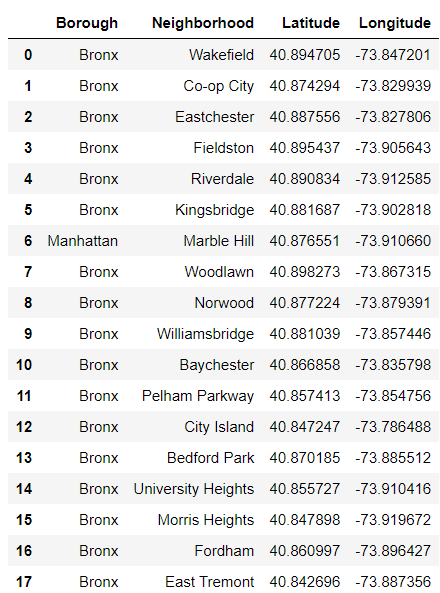 Borough Neighborhood Latitude Longitude
0 Bronx Wakefield 40.894705 -73.847201
1 Bronx Co-op City 40.874294 -73.829939
2 Bronx Eastchester 40.887556 -73.827806
3 Bronx Fieldston 40.895437 -73.905643
4 Bronx Riverdale 40.890834 -73.912585
5 Bronx Kingsbridge 40.881687 -73.902818
6 Manhattan Marble Hill 40.876551 -73.910660
7 Bronx Woodlawn 40.898273 -73.867315
8 Bronx Norwood 40.877224 -73.879391
9 Bronx Williamsbridge 40.881039 -73.857446
10 Bronx Baychester 40.866858 -73.835798
11 Bronx Pelham Parkway 40.857413 -73.854756
12 Bronx City Island 40.847247 -73.786488
13 Bronx Bedford Park 40.870185 -73.885512
14 Bronx University Heights 40.855727 -73.910416
15 Bronx Morris Heights 40.847898 -73.919672
16 Bronx Fordham 40.860997 -73.896427
17 Bronx East Tremont 40.842696 -73.887356